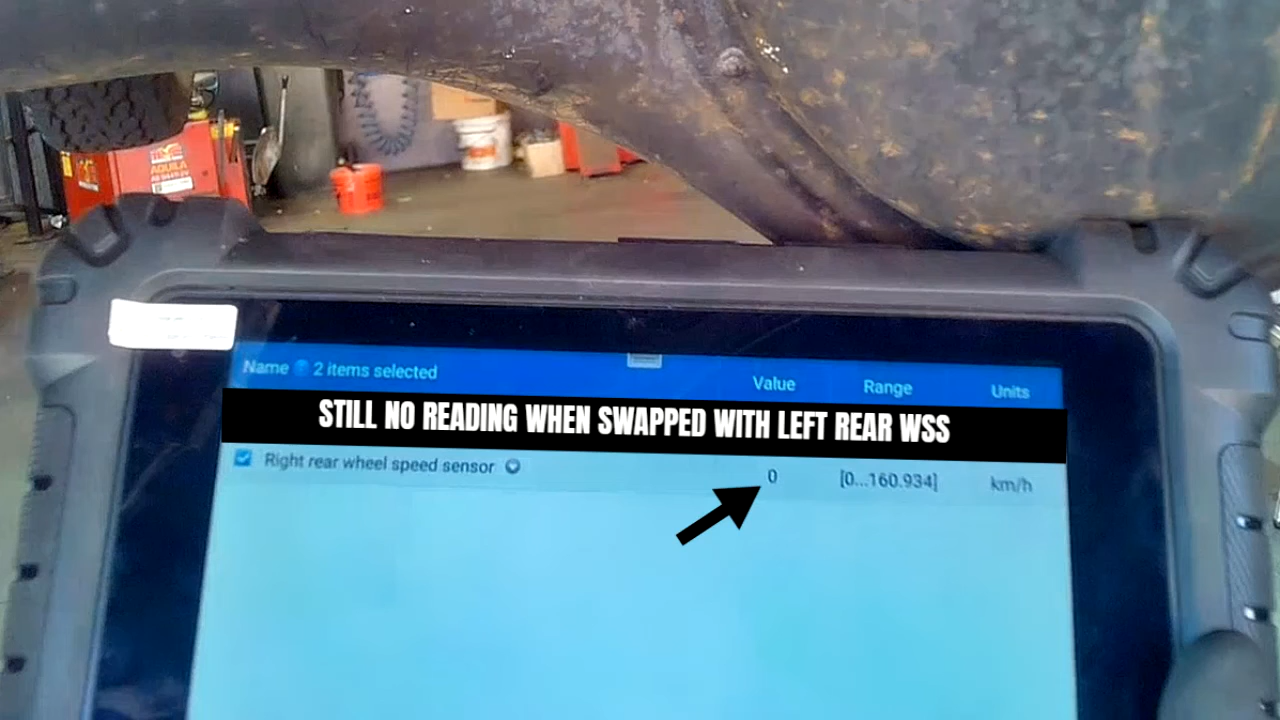 AQUILA
Name 2 items selected
Value
Range
Units
STILL NO READING WHEN SWAPPED WITH LEFT REAR WSS
Right rear wheel speed sensor
0
[0...160.934]
km/h